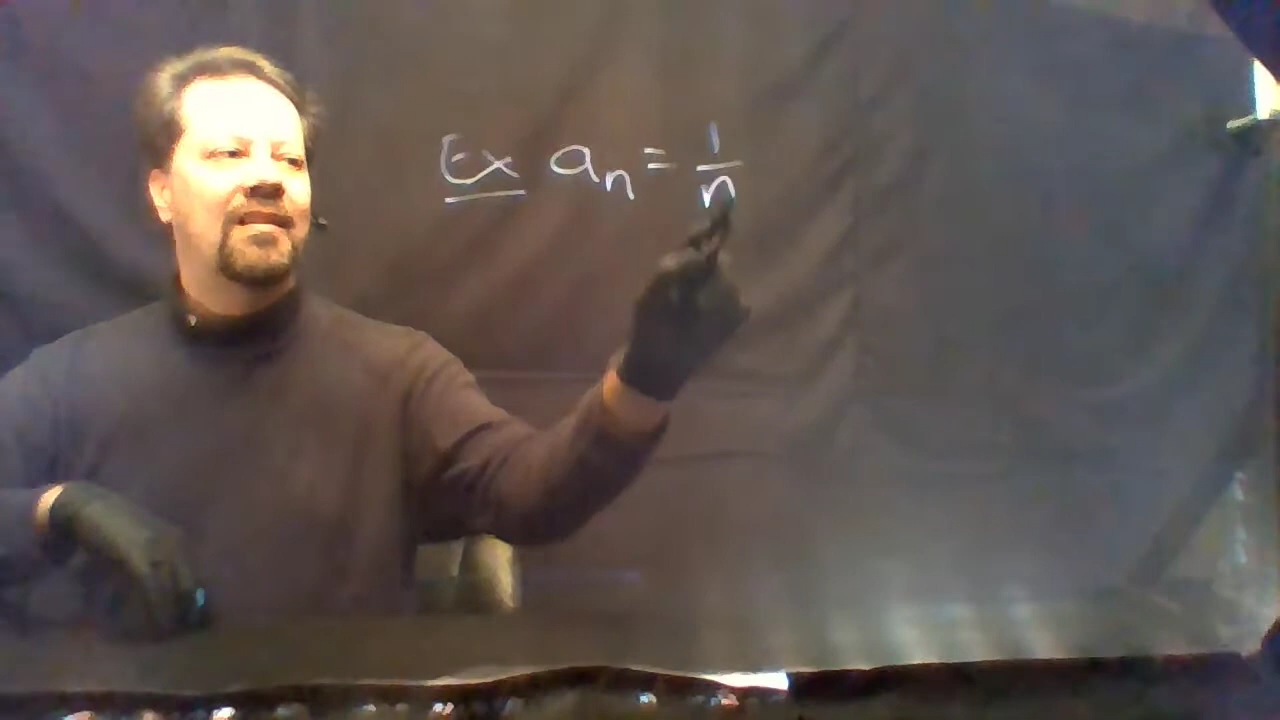 Ex aₙ = 1/n